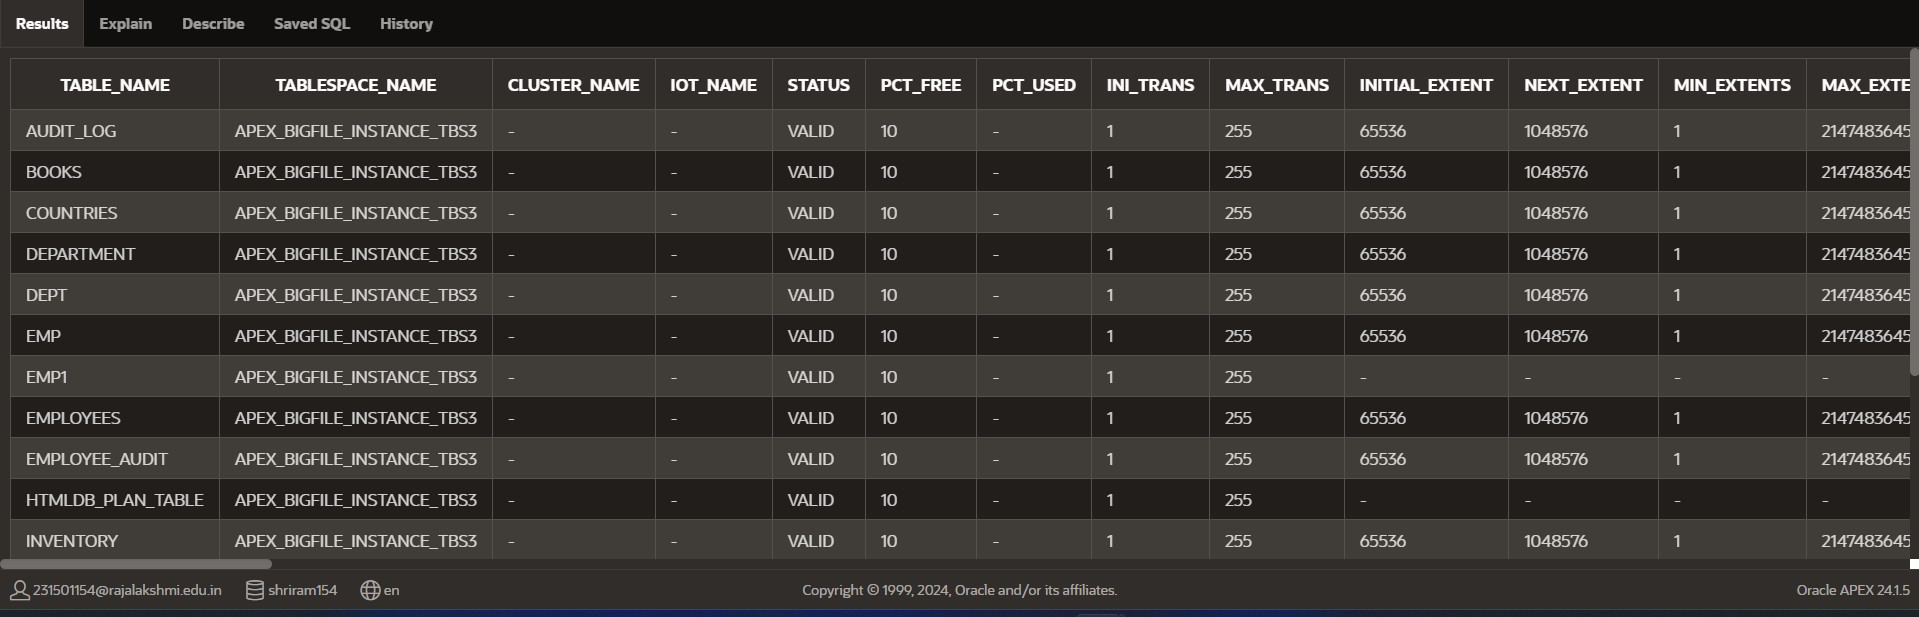 Results Explain Describe Saved SQL History
TABLE_NAME TABLESPACE_NAME CLUSTER_NAME IOT_NAME STATUS PCT_FREE PCT_USED INI_TRANS MAX_TRANS INITIAL_EXTENT NEXT_EXTENT MIN_EXTENTS MAX_EXTE
AUDIT_LOG APEX_BIGFILE_INSTANCE_TBS3 - - VALID 10 - 1 255 65536 1048576 1 2147483645
BOOKS APEX_BIGFILE_INSTANCE_TBS3 - - VALID 10 - 1 255 65536 1048576 1 2147483645
COUNTRIES APEX_BIGFILE_INSTANCE_TBS3 - - VALID 10 - 1 255 65536 1048576 1 2147483645
DEPARTMENT APEX_BIGFILE_INSTANCE_TBS3 - - VALID 10 - 1 255 65536 1048576 1 2147483645
DEPT APEX_BIGFILE_INSTANCE_TBS3 - - VALID 10 - 1 255 65536 1048576 1 2147483645
EMP APEX_BIGFILE_INSTANCE_TBS3 - - VALID 10 - 1 255 65536 1048576 1 2147483645
EMP1 APEX_BIGFILE_INSTANCE_TBS3 - - VALID 10 - 1 255 - - - -
EMPLOYEES APEX_BIGFILE_INSTANCE_TBS3 - - VALID 10 - 1 255 65536 1048576 1 2147483645
EMPLOYEE_AUDIT APEX_BIGFILE_INSTANCE_TBS3 - - VALID 10 - 1 255 65536 1048576 1 2147483645
HTMLDB_PLAN_TABLE APEX_BIGFILE_INSTANCE_TBS3 - - VALID 10 - 1 255 - - - -
INVENTORY APEX_BIGFILE_INSTANCE_TBS3 - - VALID 10 - 1 255 65536 1048576 1 2147483645
231501154@rajalakshmi.edu.in shriram154 en Copyright © 1999, 2024, Oracle and/or its affiliates. Oracle APEX 24.1.5